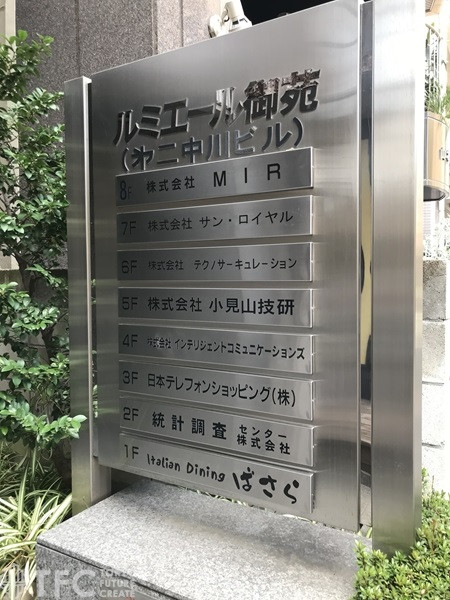 ルミエール御苑
(第二中川ビル)
8F 株式会社 MIR
7F 株式会社 サン・ロイヤル
6F 株式会社 テクノサーキュレーション
5F 株式会社 小見山技研
4F 株式会社 インテリジェントコミュニケーションズ
3F 日本テレフォンショッピング(株)
2F 統計調査 センター株式会社
1F Italian Dining ばさら
TFC TOKYO FUTURE CREATE